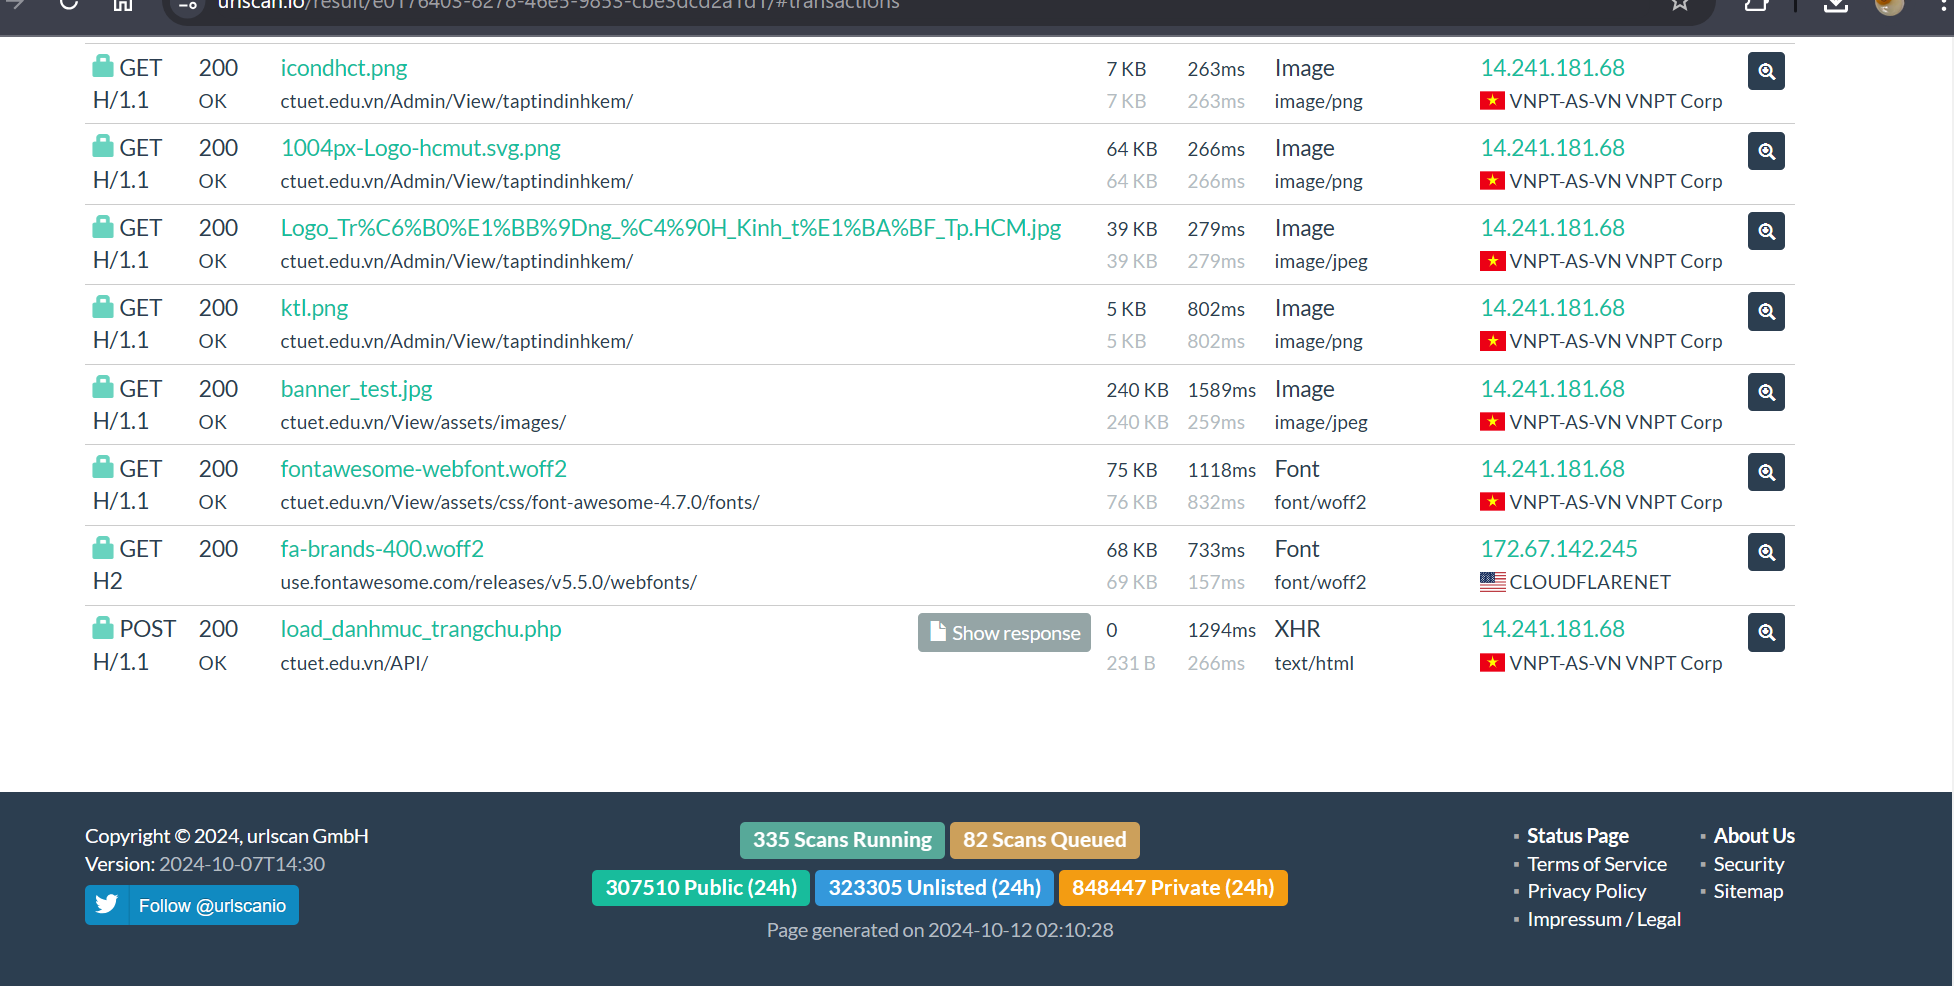 urlscan.io/result/e0176403-8278-46e5-9853-cbe3dcd2a1d1/#transactions
GET 200 icondhct.png 7 KB 263ms Image 14.241.181.68
H/1.1 OK ctuet.edu.vn/Admin/View/taptindinhkem/ 7 KB 263ms image/png VNPT-AS-VN VNPT Corp
GET 200 1004px-Logo-hcmut.svg.png 64 KB 266ms Image 14.241.181.68
H/1.1 OK ctuet.edu.vn/Admin/View/taptindinhkem/ 64 KB 266ms image/png VNPT-AS-VN VNPT Corp
GET 200 Logo_Tr%C6%B0%E1%BB%9Dng_%C4%90H_Kinh_t%E1%BA%BF_Tp.HCM.jpg 39 KB 279ms Image 14.241.181.68
H/1.1 OK ctuet.edu.vn/Admin/View/taptindinhkem/ 39 KB 279ms image/jpeg VNPT-AS-VN VNPT Corp
GET 200 ktl.png 5 KB 802ms Image 14.241.181.68
H/1.1 OK ctuet.edu.vn/Admin/View/taptindinhkem/ 5 KB 802ms image/png VNPT-AS-VN VNPT Corp
GET 200 banner_test.jpg 240 KB 1589ms Image 14.241.181.68
H/1.1 OK ctuet.edu.vn/View/assets/images/ 240 KB 259ms image/jpeg VNPT-AS-VN VNPT Corp
GET 200 fontawesome-webfont.woff2 75 KB 1118ms Font 14.241.181.68
H/1.1 OK ctuet.edu.vn/View/assets/css/font-awesome-4.7.0/fonts/ 76 KB 832ms font/woff2 VNPT-AS-VN VNPT Corp
GET 200 fa-brands-400.woff2 68 KB 733ms Font 172.67.142.245
H2 use.fontawesome.com/releases/v5.5.0/webfonts/ 69 KB 157ms font/woff2 CLOUDFLARENET
POST 200 load_danhmuc_trangchu.php Show response 0 1294ms XHR 14.241.181.68
H/1.1 OK ctuet.edu.vn/API/ 231 B 266ms text/html VNPT-AS-VN VNPT Corp
Copyright © 2024, urlscan GmbH
Version: 2024-10-07T14:30
Follow @urlscanio
335 Scans Running 82 Scans Queued
307510 Public (24h) 323305 Unlisted (24h) 848447 Private (24h)
Page generated on 2024-10-12 02:10:28
Status Page
Terms of Service
Privacy Policy
Impressum / Legal
About Us
Security
Sitemap